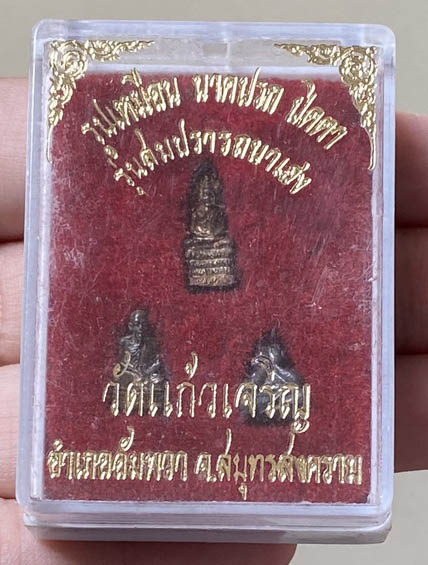 รูปเหมือน นาคปรก ปิดตา
รุ่นสมปรารถนาเฮง
วัดแก้วเจริญ
อำเภออัมพวา จ.สมุทรสงคราม